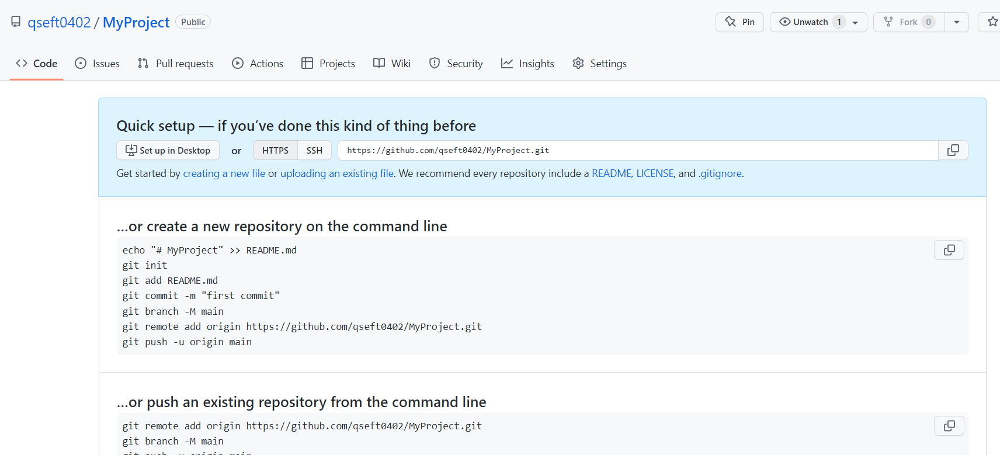 qseft0402 / MyProject Public
Pin
Unwatch 1
Fork 0
Code Issues Pull requests Actions Projects Wiki Security Insights Settings
Quick setup — if you’ve done this kind of thing before
Set up in Desktop or HTTPS SSH https://github.com/qseft0402/MyProject.git
Get started by creating a new file or uploading an existing file. We recommend every repository include a README, LICENSE, and .gitignore.
…or create a new repository on the command line
echo "# MyProject" >> README.md
git init
git add README.md
git commit -m "first commit"
git branch -M main
git remote add origin https://github.com/qseft0402/MyProject.git
git push -u origin main
…or push an existing repository from the command line
git remote add origin https://github.com/qseft0402/MyProject.git
git branch -M main
git push -u origin main